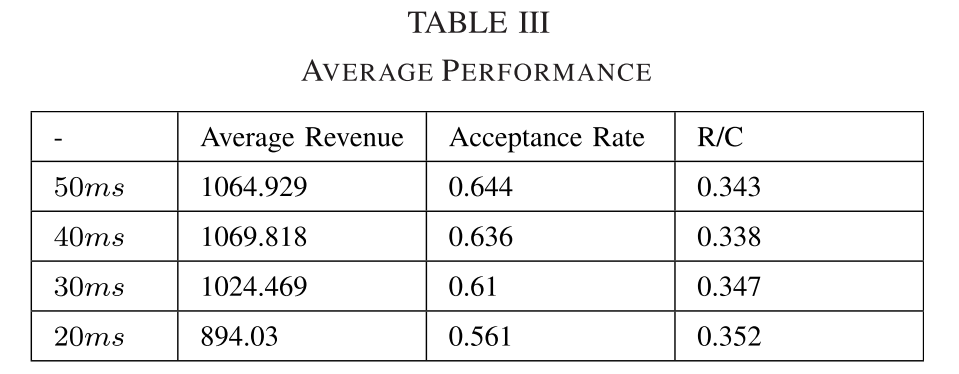 TABLE III
AVERAGE PERFORMANCE
- Average Revenue Acceptance Rate R/C
50ms 1064.929 0.644 0.343
40ms 1069.818 0.636 0.338
30ms 1024.469 0.61 0.347
20ms 894.03 0.561 0.352